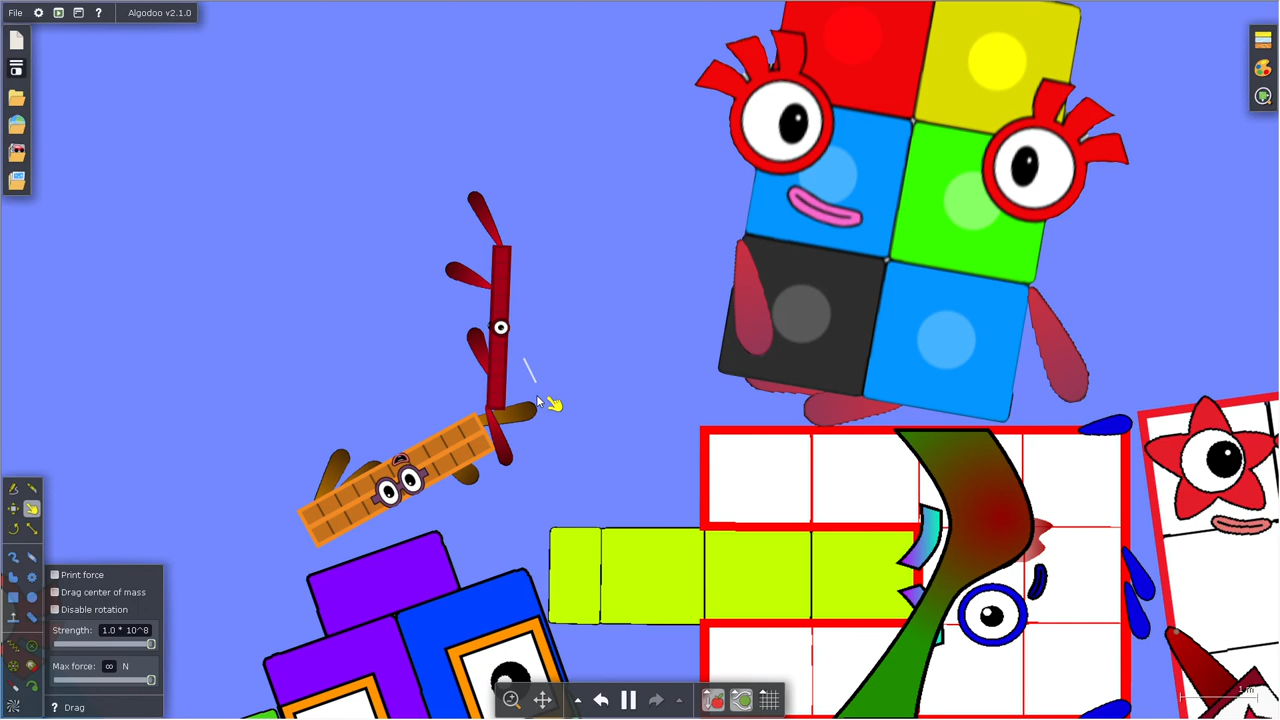 File ? Algodoo v2.1.0
Print force
Drag center of mass
Disable rotation
Strength: 1.0 * 10^8
Max force: ∞ N
? Drag
1 m